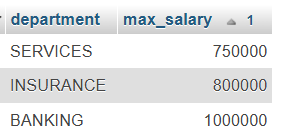 department max_salary 1
SERVICES 750000
INSURANCE 800000
BANKING 1000000